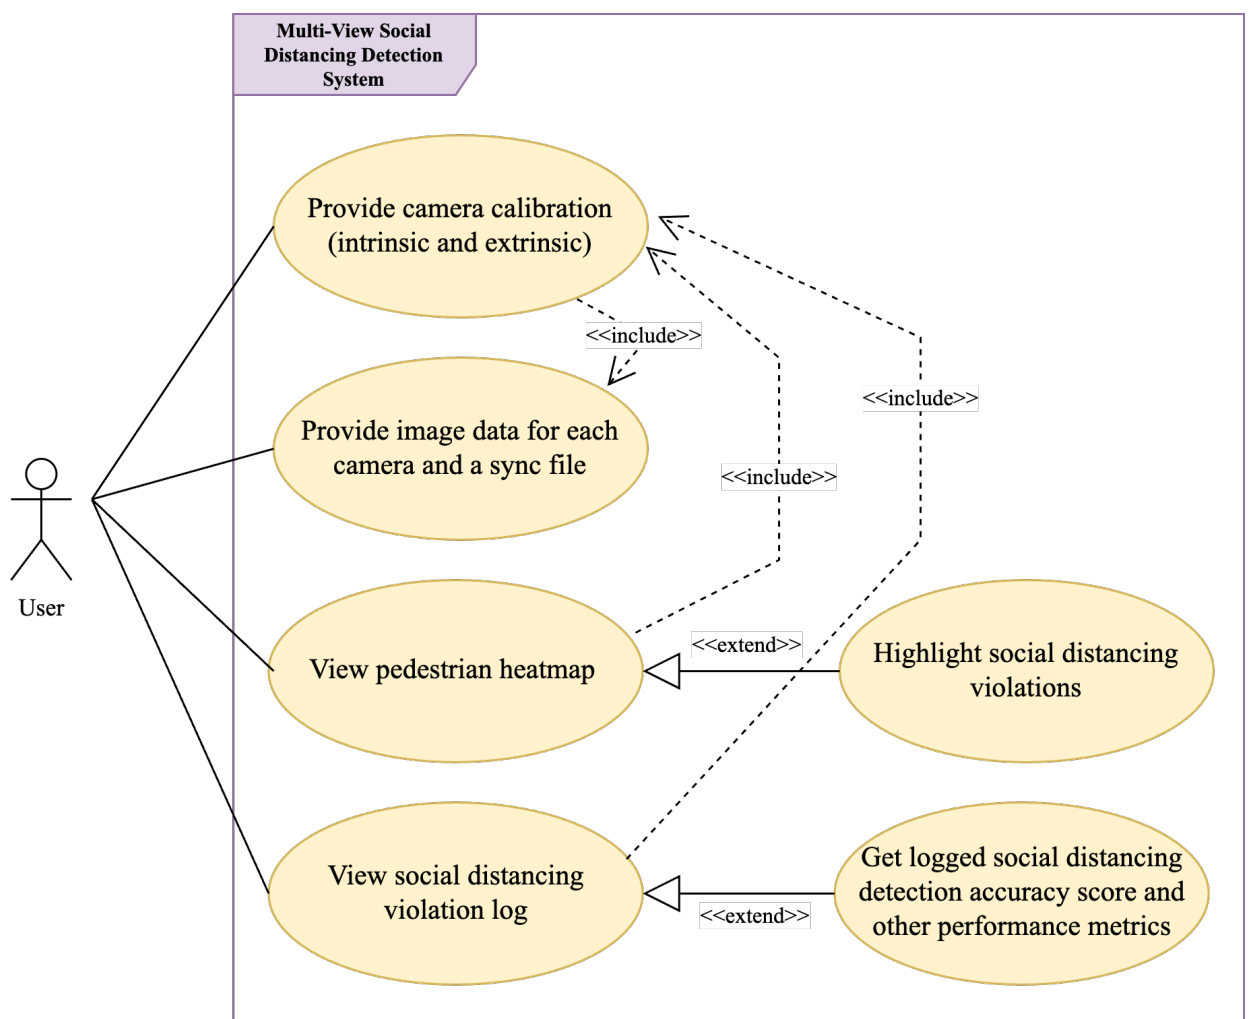 Multi-View Social
Distancing Detection
System
Provide camera calibration
(intrinsic and extrinsic)
<<include>>
<<include>>
Provide image data for each
camera and a sync file
<<include>>
User
<<extend>>
View pedestrian heatmap
Highlight social distancing
violations
View social distancing
violation log
<<extend>>
Get logged social distancing
detection accuracy score and
other performance metrics